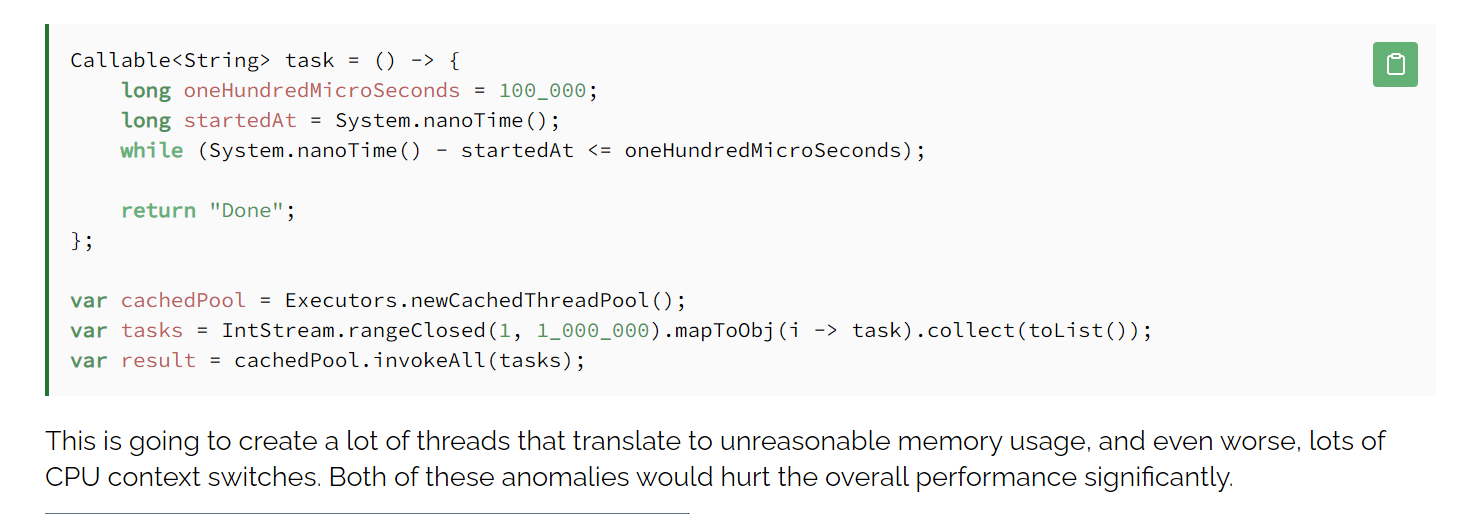 Callable<String> task = () -> {
    long oneHundredMicroSeconds = 100_000;
    long startedAt = System.nanoTime();
    while (System.nanoTime() - startedAt <= oneHundredMicroSeconds);

    return "Done";
};

var cachedPool = Executors.newCachedThreadPool();
var tasks = IntStream.rangeClosed(1, 1_000_000).mapToObj(i -> task).collect(toList());
var result = cachedPool.invokeAll(tasks);

This is going to create a lot of threads that translate to unreasonable memory usage, and even worse, lots of
CPU context switches. Both of these anomalies would hurt the overall performance significantly.